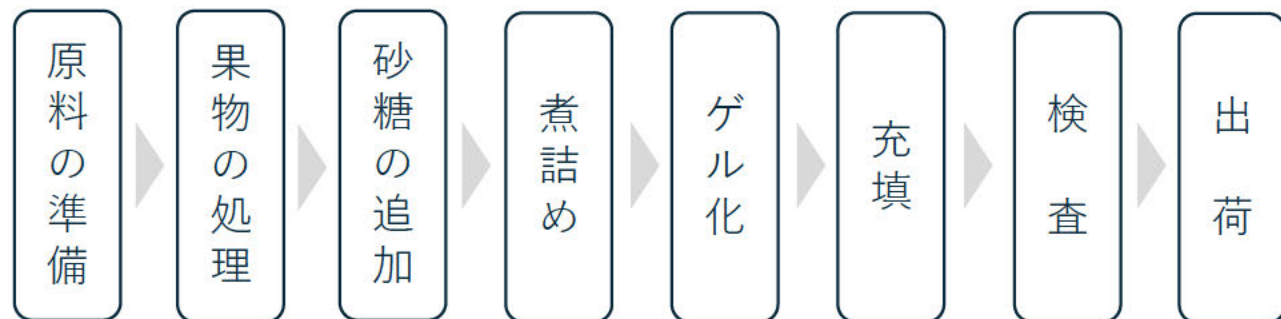 原料の準備
果物の処理
砂糖の追加
煮詰め
ゲル化
充填
検査
出荷